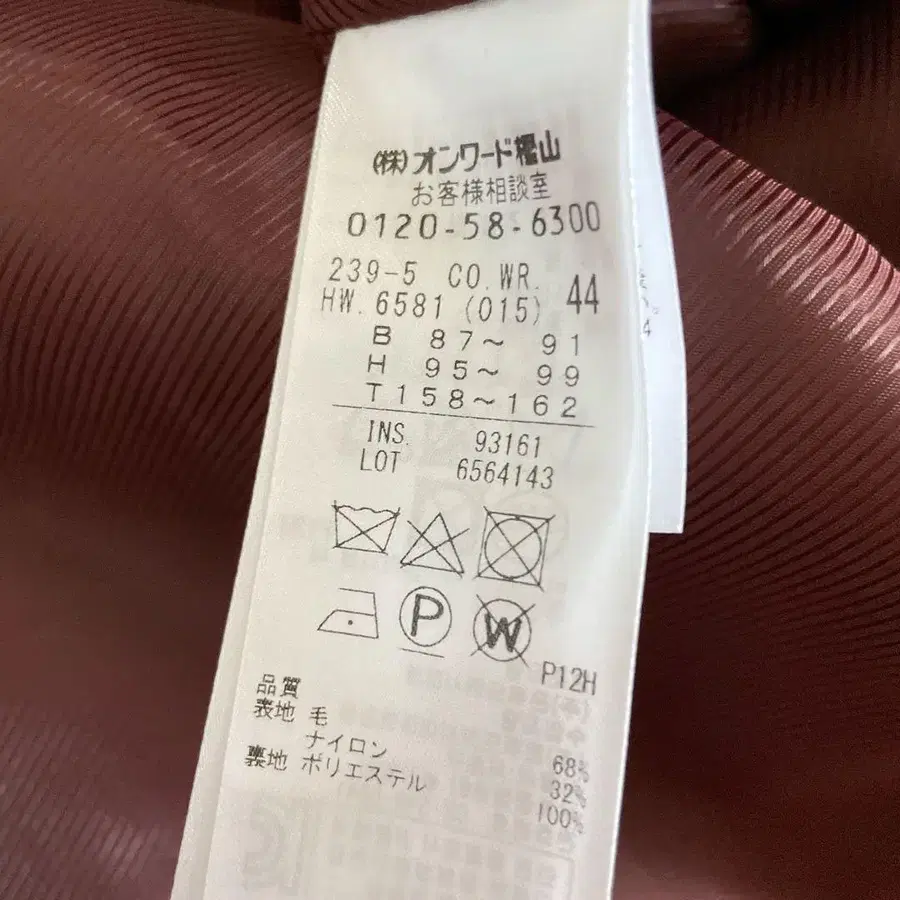 (株)オンワード樫山
お客様相談室
0120-58-6300
239-5 CO.WR. 44
HW. 6581 (015)
B 87～ 91
H 95～ 99
T158～162
INS. 93161
LOT 6564143
P
W
P12H
品質
表地 毛 68%
ナイロン 32%
裏地 ポリエステル 100%
4